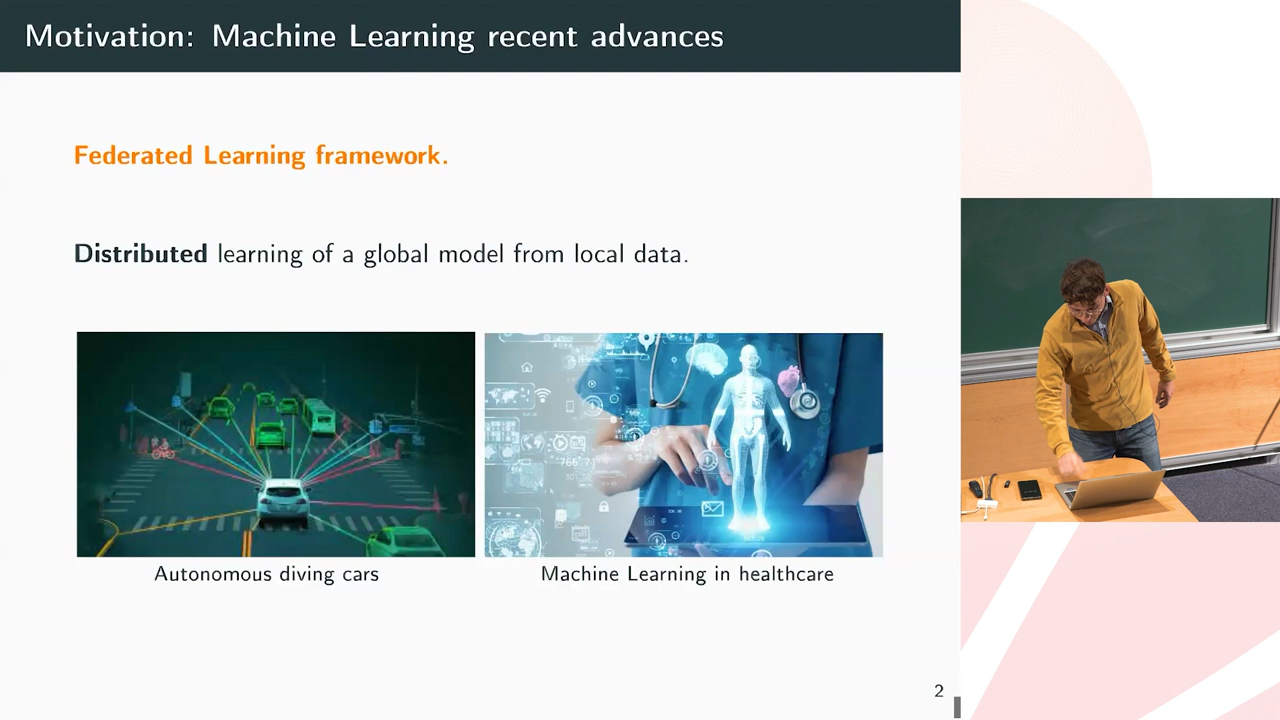 Motivation: Machine Learning recent advances
Federated Learning framework.
Distributed learning of a global model from local data.
Autonomous diving cars
Machine Learning in healthcare
2